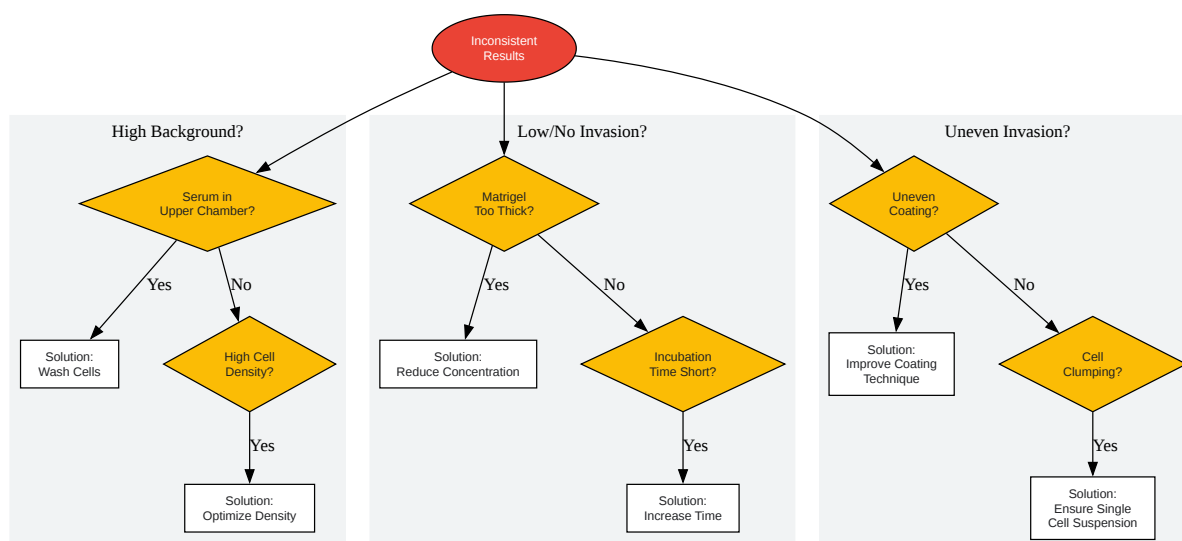 Inconsistent
Results
High Background?
Low/No Invasion?
Uneven Invasion?
Serum in
Upper Chamber?
Matrigel
Too Thick?
Uneven
Coating?
Yes
No
Yes
No
Yes
No
Solution:
Wash Cells
High Cell
Density?
Solution:
Reduce Concentration
Incubation
Time Short?
Solution:
Improve Coating
Technique
Cell
Clumping?
Yes
Yes
Yes
Solution:
Optimize Density
Solution:
Increase Time
Solution:
Ensure Single
Cell Suspension